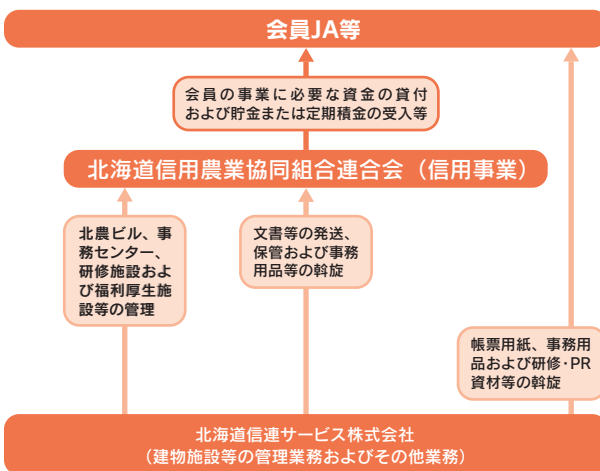 会員JA等
会員の事業に必要な資金の貸付
および貯金または定期積金の受入等
北海道信用農業協同組合連合会（信用事業）
北農ビル、事
務センター、
研修施設およ
び福利厚生施
設等の管理
文書等の発送、
保管および事務
用品等の斡旋
帳票用紙、事務用
品および研修・PR
資材等の斡旋
北海道信連サービス株式会社
（建物施設等の管理業務およびその他業務）